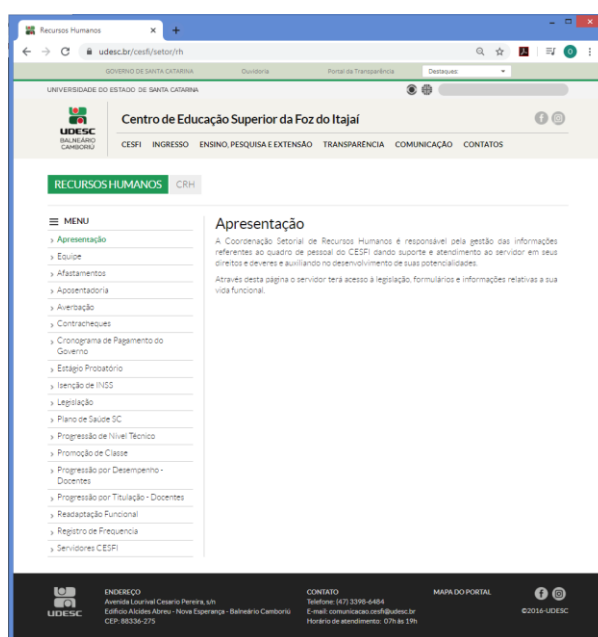 Recursos Humanos
udesc.br/cesfi/setor/rh
GOVERNO DE SANTA CATARINA
Ouvidoria
Portal da Transparência
Destaques
UNIVERSIDADE DO ESTADO DE SANTA CATARINA
UDESC
BALNEÁRIO
CAMBORIÚ
Centro de Educação Superior da Foz do Itajaí
CESFI INGRESSO ENSINO, PESQUISA E EXTENSÃO TRANSPARÊNCIA COMUNICAÇÃO CONTATOS
RECURSOS HUMANOS CRH
MENU
Apresentação
Equipe
Afastamentos
Aposentadoria
Averbação
Contracheques
Cronograma de Pagamento do
Governo
Estágio Probatório
Isenção de INSS
Legislação
Plano de Saúde SC
Progressão de Nível Técnico
Promoção de Classe
Progressão por Desempenho -
Docentes
Progressão por Titulação - Docentes
Readaptação Funcional
Registro de Frequencia
Servidores CESFI
Apresentação
A Coordenação Setorial de Recursos Humanos é responsável pela gestão das informações
referentes ao quadro de pessoal do CESFI dando suporte e atendimento ao servidor em seus
direitos e deveres e auxiliando no desenvolvimento de suas potencialidades.
Através desta página o servidor terá acesso à legislação, formulários e informações relativas a sua
vida funcional.
UDESC
ENDEREÇO
Avenida Lourival Cesario Pereira, s/n
Edifício Alcides Abreu - Nova Esperança - Balneário Camboriú
CEP: 88336-275
CONTATO
Telefone: (47) 3398-6484
E-mail: comunicacao.cesfi@udesc.br
Horário de atendimento: 07h às 19h
MAPA DO PORTAL
©2016-UDESC